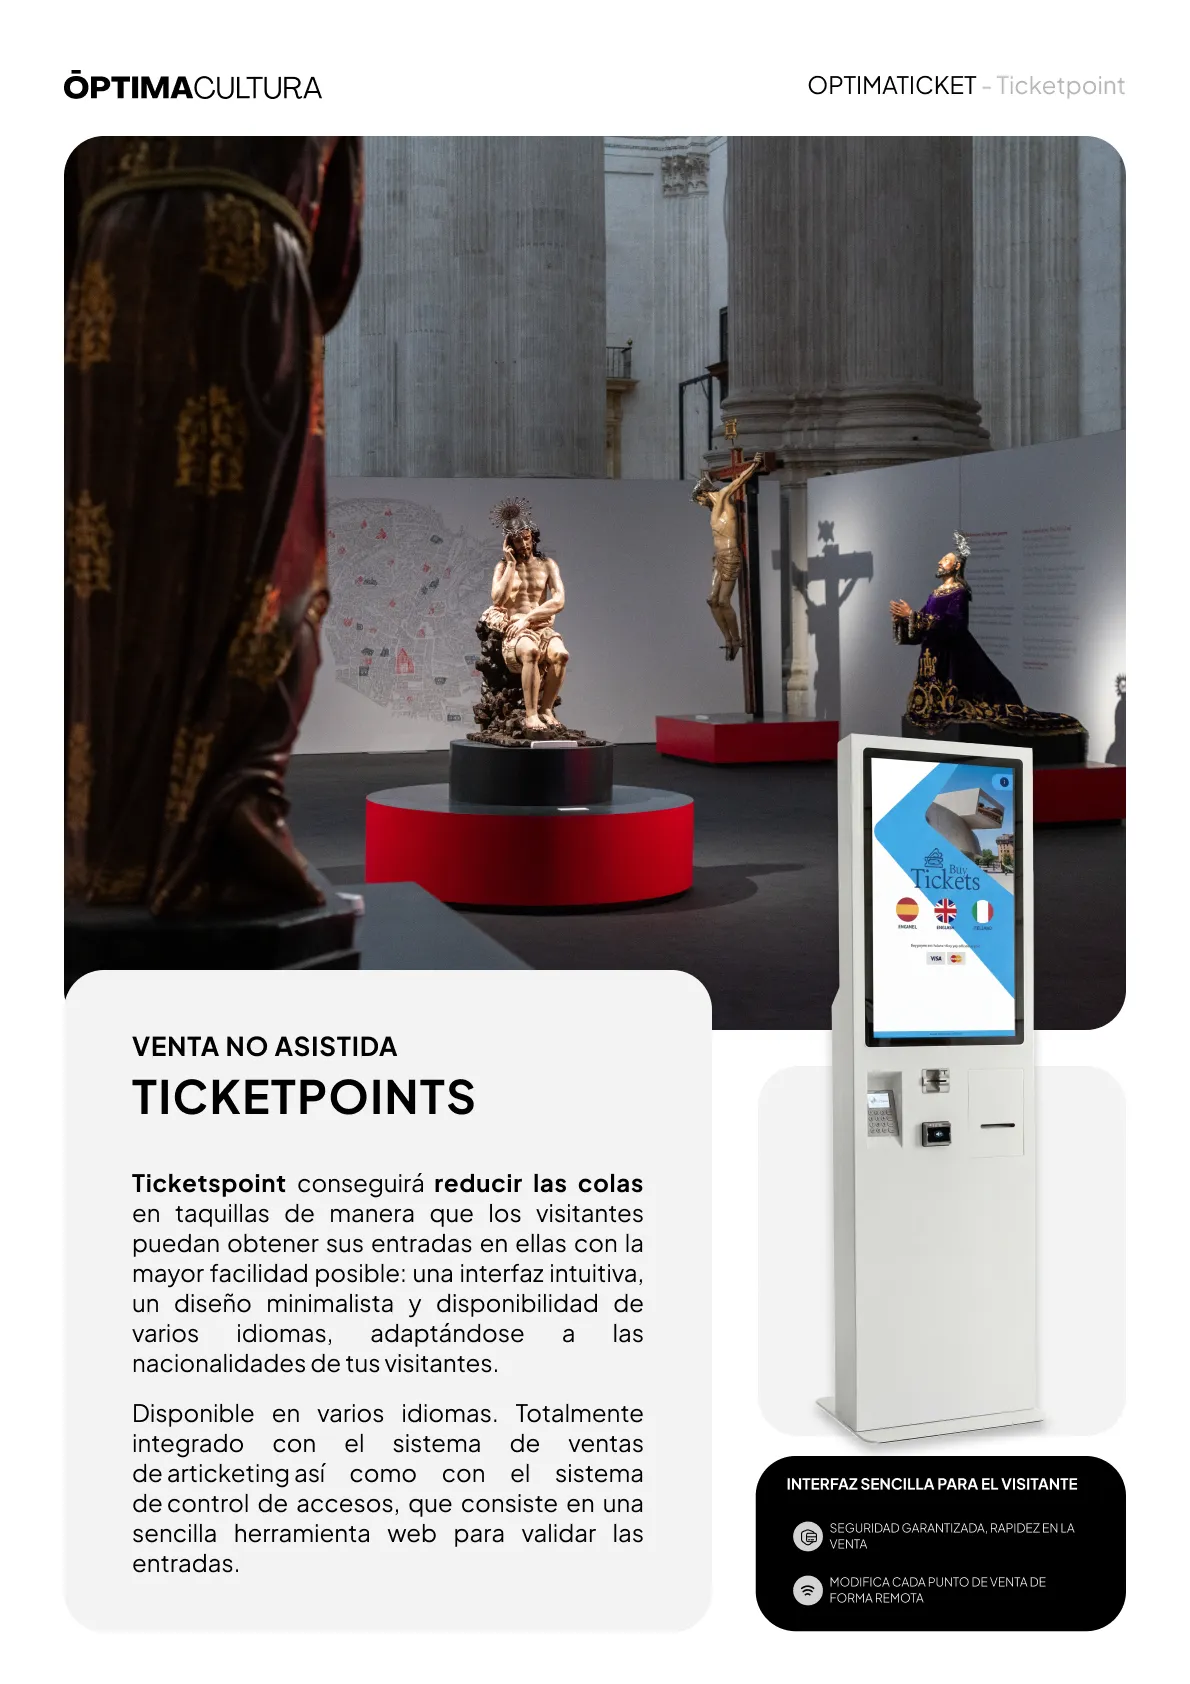 ŌPTIMACULTURA
OPTIMATICKET - Ticketpoint
Buy
Tickets
ENGLISH
VISA
VENTA NO ASISTIDA
TICKETPOINTS
Ticketspoint conseguirá reducir las colas
en taquillas de manera que los visitantes
puedan obtener sus entradas en ellas con la
mayor facilidad posible: una interfaz intuitiva,
un diseño minimalista y disponibilidad de
varios idiomas, adaptándose a las
nacionalidades de tus visitantes.
Disponible en varios idiomas. Totalmente
integrado con el sistema de ventas
de articketing así como con el sistema
de control de accesos, que consiste en una
sencilla herramienta web para validar las
entradas.
INTERFAZ SENCILLA PARA EL VISITANTE
SEGURIDAD GARANTIZADA, RAPIDEZ EN LA
VENTA
MODIFICA CADA PUNTO DE VENTA DE
FORMA REMOTA